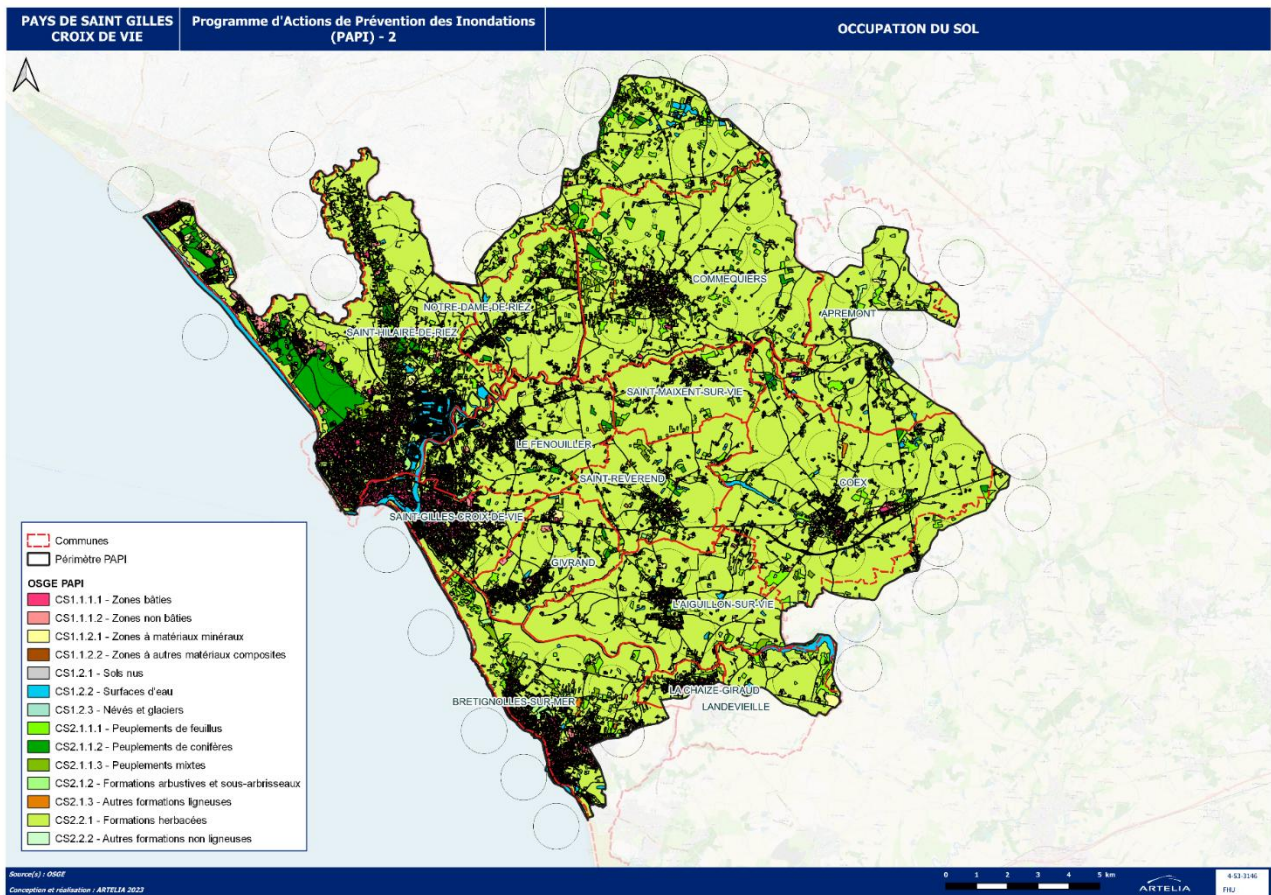 PAYS DE SAINT GILLES
CROIX DE VIE
Programme d'Actions de Prévention des Inondations
(PAPI) - 2
OCCUPATION DU SOL
COMMEQUIERS
NOTRE-DAME-DE-RIEZ
APREMONT
SAINT-HILAIRE-DE-RIEZ
SAINT-MAIXENT-SUR-VIE
LE FENOUILLER
SAINT-REVEREND
COEX
SAINT-GILLES-CROIX-DE-VIE
GIVRAND
L'AIGUILLON-SUR-VIE
LA CHAIZE-GIRAUD
BRETIGNOLLES-SUR-MER
LANDEVIEILLE
Communes
Périmètre PAPI
OSGE PAPI
CS1.1.1.1 - Zones bâties
CS1.1.1.2 - Zones non bâties
CS1.1.2.1 - Zones à matériaux minéraux
CS1.1.2.2 - Zones à autres matériaux composites
CS1.2.1 - Sols nus
CS1.2.2 - Surfaces d'eau
CS1.2.3 - Névés et glaciers
CS2.1.1.1 - Peuplements de feuillus
CS2.1.1.2 - Peuplements de conifères
CS2.1.1.3 - Peuplements mixtes
CS2.1.2 - Formations arbustives et sous-arbrisseaux
CS2.1.3 - Autres formations ligneuses
CS2.2.1 - Formations herbacées
CS2.2.2 - Autres formations non ligneuses
Source(s) : OSGE
Conception et réalisation : ARTELIA 2023
0 1 2 3 4 5 km
ARTELIA
4-53-3146
FHU